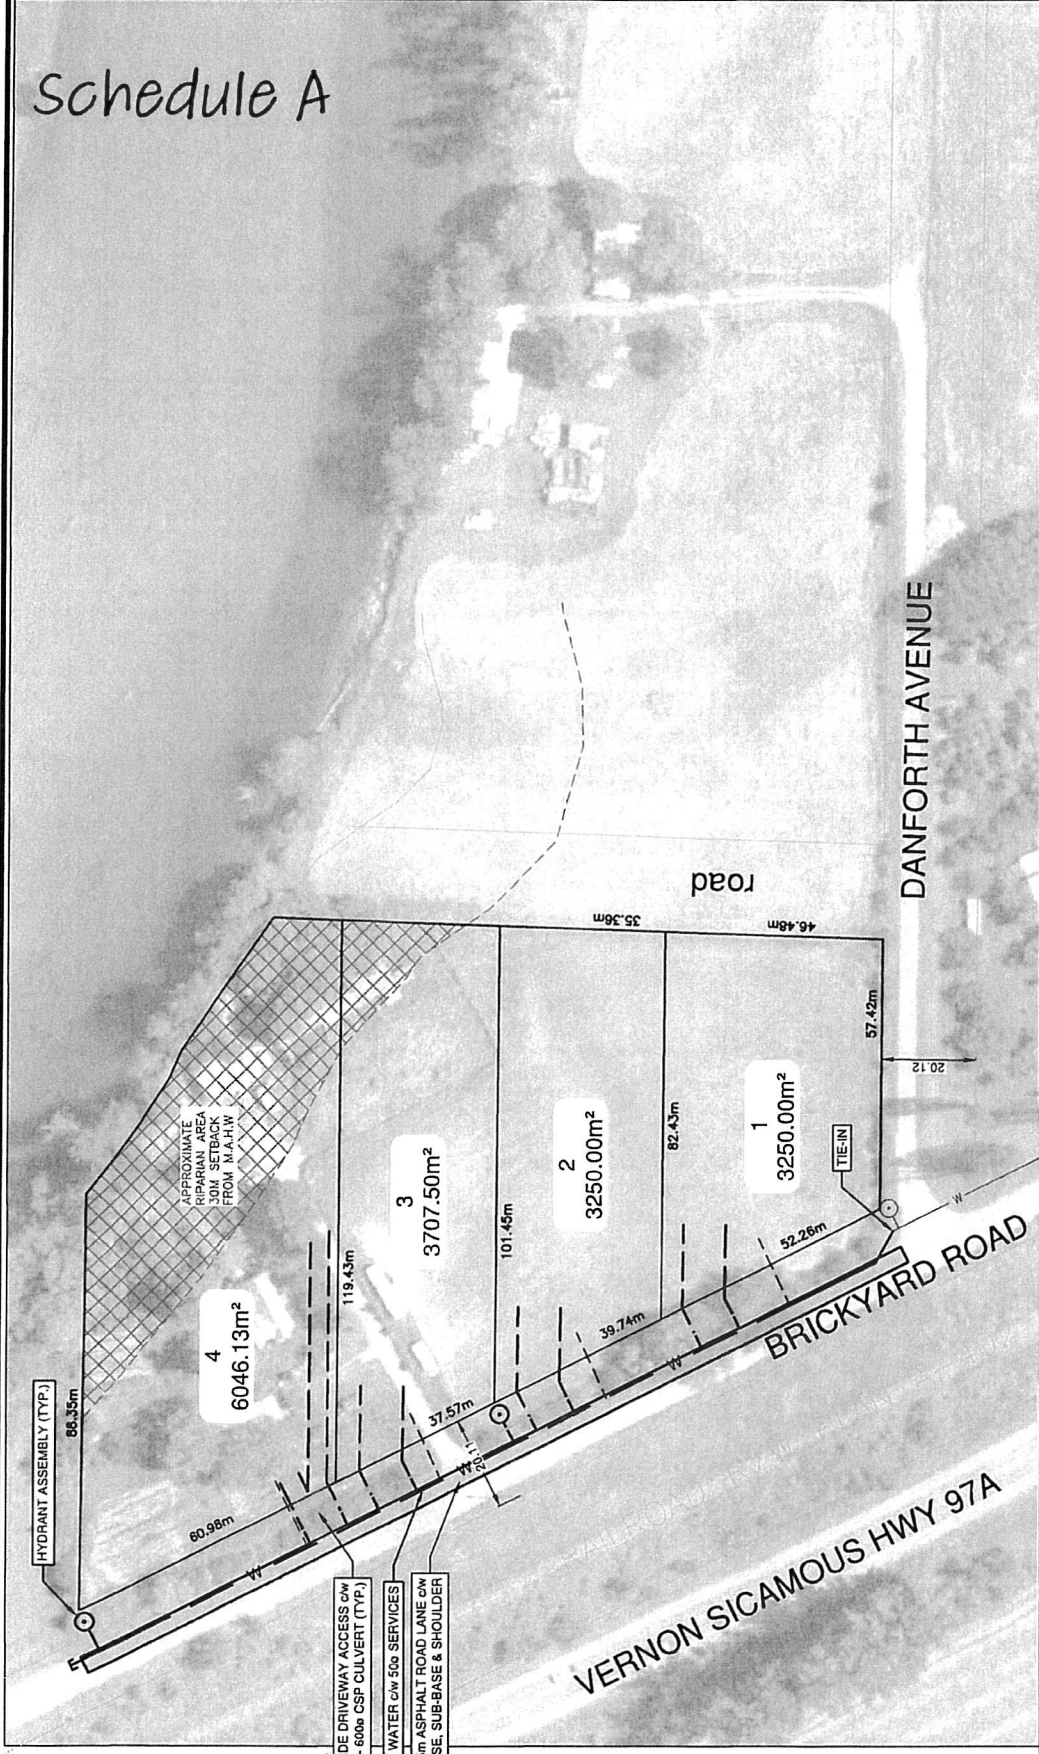 Schedule A
HYDRANT ASSEMBLY (TYP.)
88.35m
APPROXIMATE
RIPARIAN AREA
30M SETBACK
FROM M.A.H.W
4
6046.13m²
60.98m
119.43m
3
3707.50m²
37.57m
20.11
101.45m
2
3250.00m²
39.74m
82.43m
35.36m
1
3250.00m²
52.26m
46.48m
57.42m
20.12
TIE-IN
road
W
W
W
W
W
E
DE DRIVEWAY ACCESS c/w
- 600ø CSP CULVERT (TYP.)
WATER c/w 50ø SERVICES
m ASPHALT ROAD LANE c/w
SE, SUB-BASE & SHOULDER
DANFORTH AVENUE
BRICKYARD ROAD
VERNON SICAMOUS HWY 97A